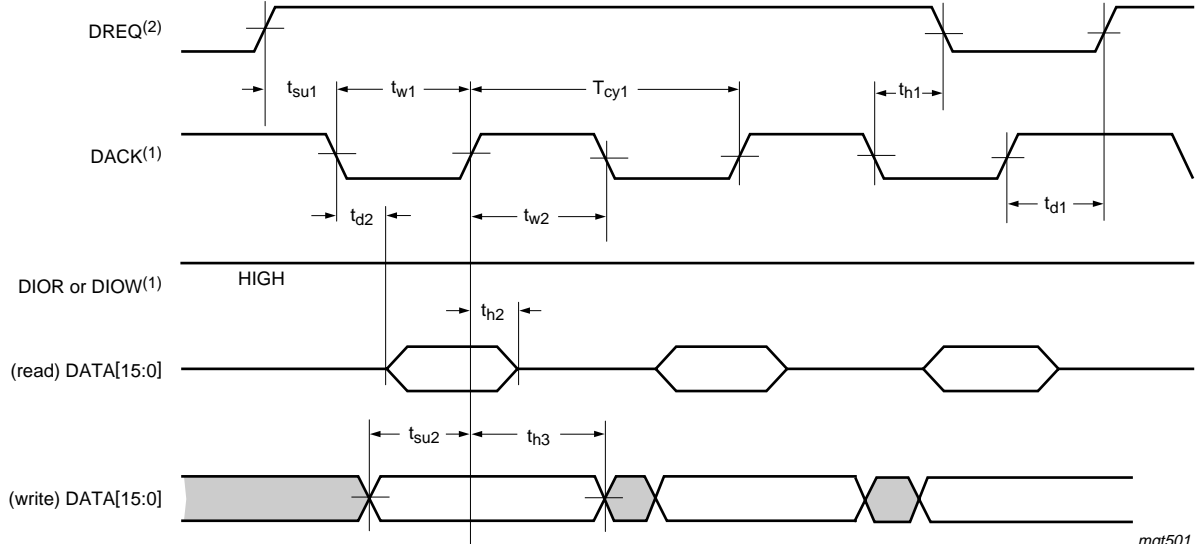 DREQ(2)
tsu1
tw1
Tcy1
th1
DACK(1)
td2
tw2
td1
DIOR or DIOW(1)
HIGH
th2
(read) DATA[15:0]
tsu2
th3
(write) DATA[15:0]
mgt501